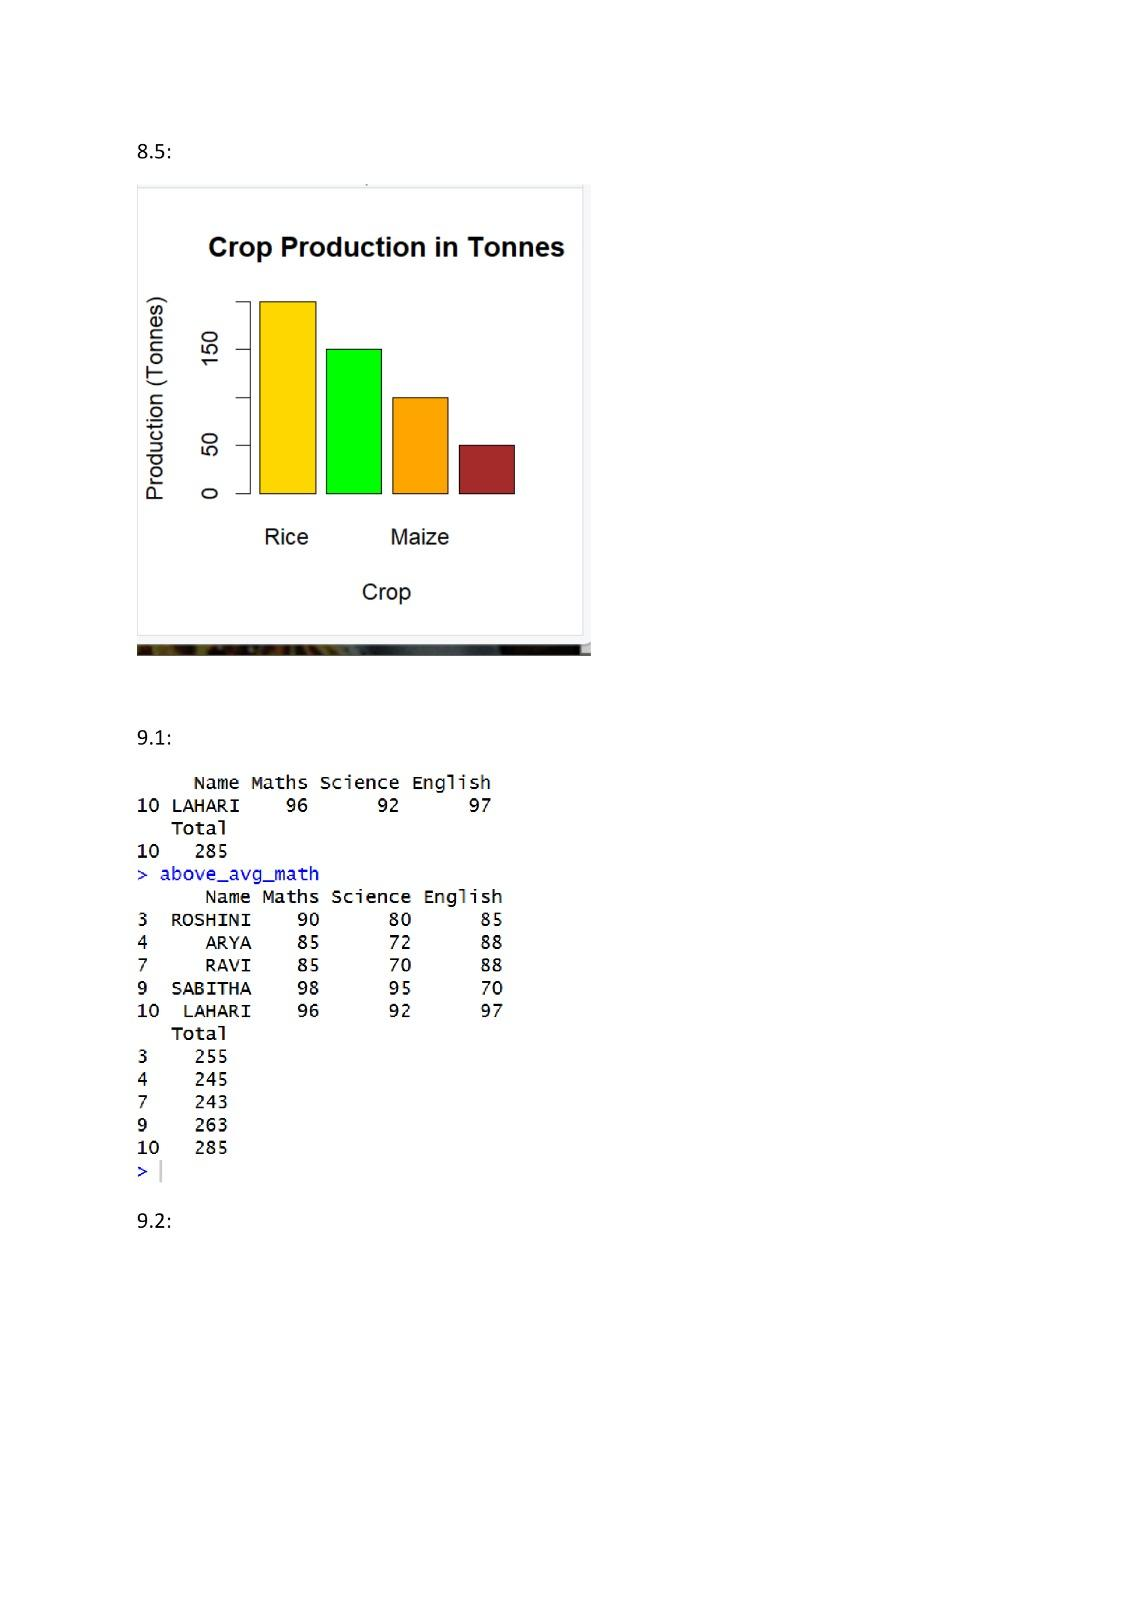 8.5:
Crop Production in Tonnes
Production (Tonnes)
150
50
0
Rice Maize
Crop
9.1:
Name Maths Science English
10 LAHARI 96 92 97
Total
10 285
> above_avg_math
Name Maths Science English
3 ROSHINI 90 80 85
4 ARYA 85 72 88
7 RAVI 85 70 88
9 SABITHA 98 95 70
10 LAHARI 96 92 97
Total
3 255
4 245
7 243
9 263
10 285
>
9.2: